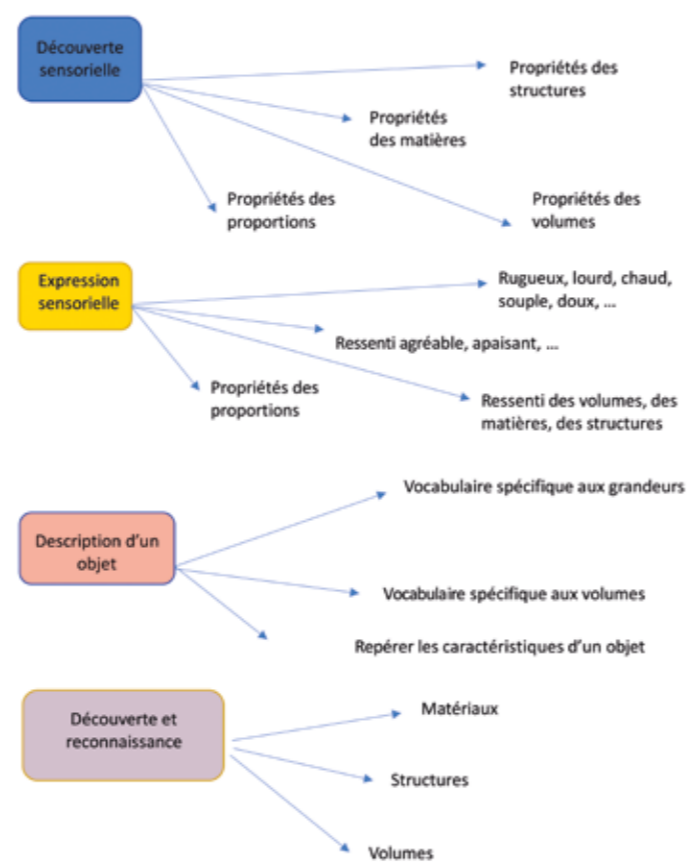 Découverte
sensorielle
Propriétés des
structures
Propriétés
des matières
Propriétés des
proportions
Propriétés des
volumes
Expression
sensorielle
Rugueux, lourd, chaud,
souple, doux, ...
Ressenti agréable, apaisant, ...
Propriétés des
proportions
Ressenti des volumes, des
matières, des structures
Vocabulaire spécifique aux grandeurs
Description d’un
objet
Vocabulaire spécifique aux volumes
Repérer les caractéristiques d’un objet
Découverte et
reconnaissance
Matériaux
Structures
Volumes